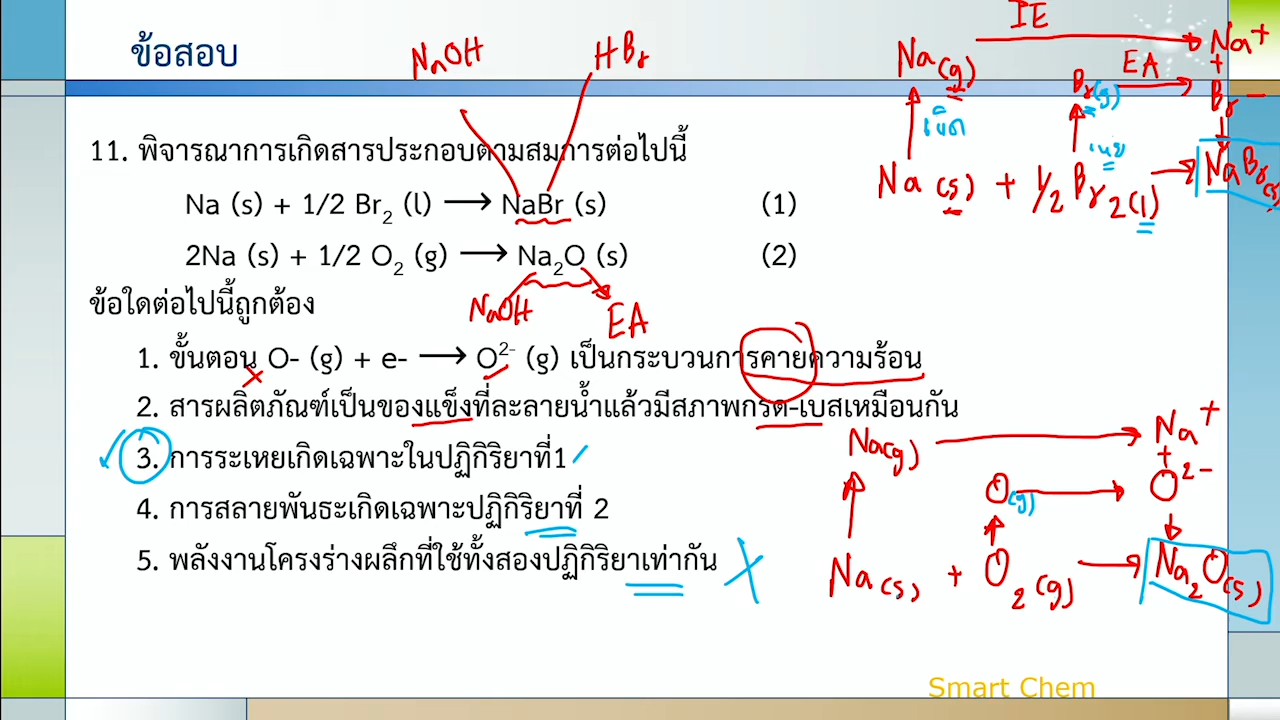 ข้อสอบ
NaOH
HBr
IE
Na(g)
Na+
+
EA
Br(g)
Br-
Na(s) + 1/2 Br2(l) → NaBr(s)
11. พิจารณาการเกิดสารประกอบตามสมการต่อไปนี้
Na (s) + 1/2 Br₂ (l) ⟶ NaBr (s) (1)
2Na (s) + 1/2 O₂ (g) ⟶ Na₂O (s) (2)
NaOH
EA
ข้อใดต่อไปนี้ถูกต้อง
1. ขั้นตอน O- (g) + e- ⟶ O²⁻ (g) เป็นกระบวนการคายความร้อน
2. สารผลิตภัณฑ์เป็นของแข็งที่ละลายน้ำแล้วมีสภาพกรด-เบสเหมือนกัน
3. การระเหยเกิดเฉพาะในปฏิกิริยาที่1
4. การสลายพันธะเกิดเฉพาะปฏิกิริยาที่ 2
5. พลังงานโครงร่างผลึกที่ใช้ทั้งสองปฏิกิริยาเท่ากัน
Na(g)
Na+
+
O(g)
O2-
Na(s) + O2(g) → Na2O(s)
Smart Chem